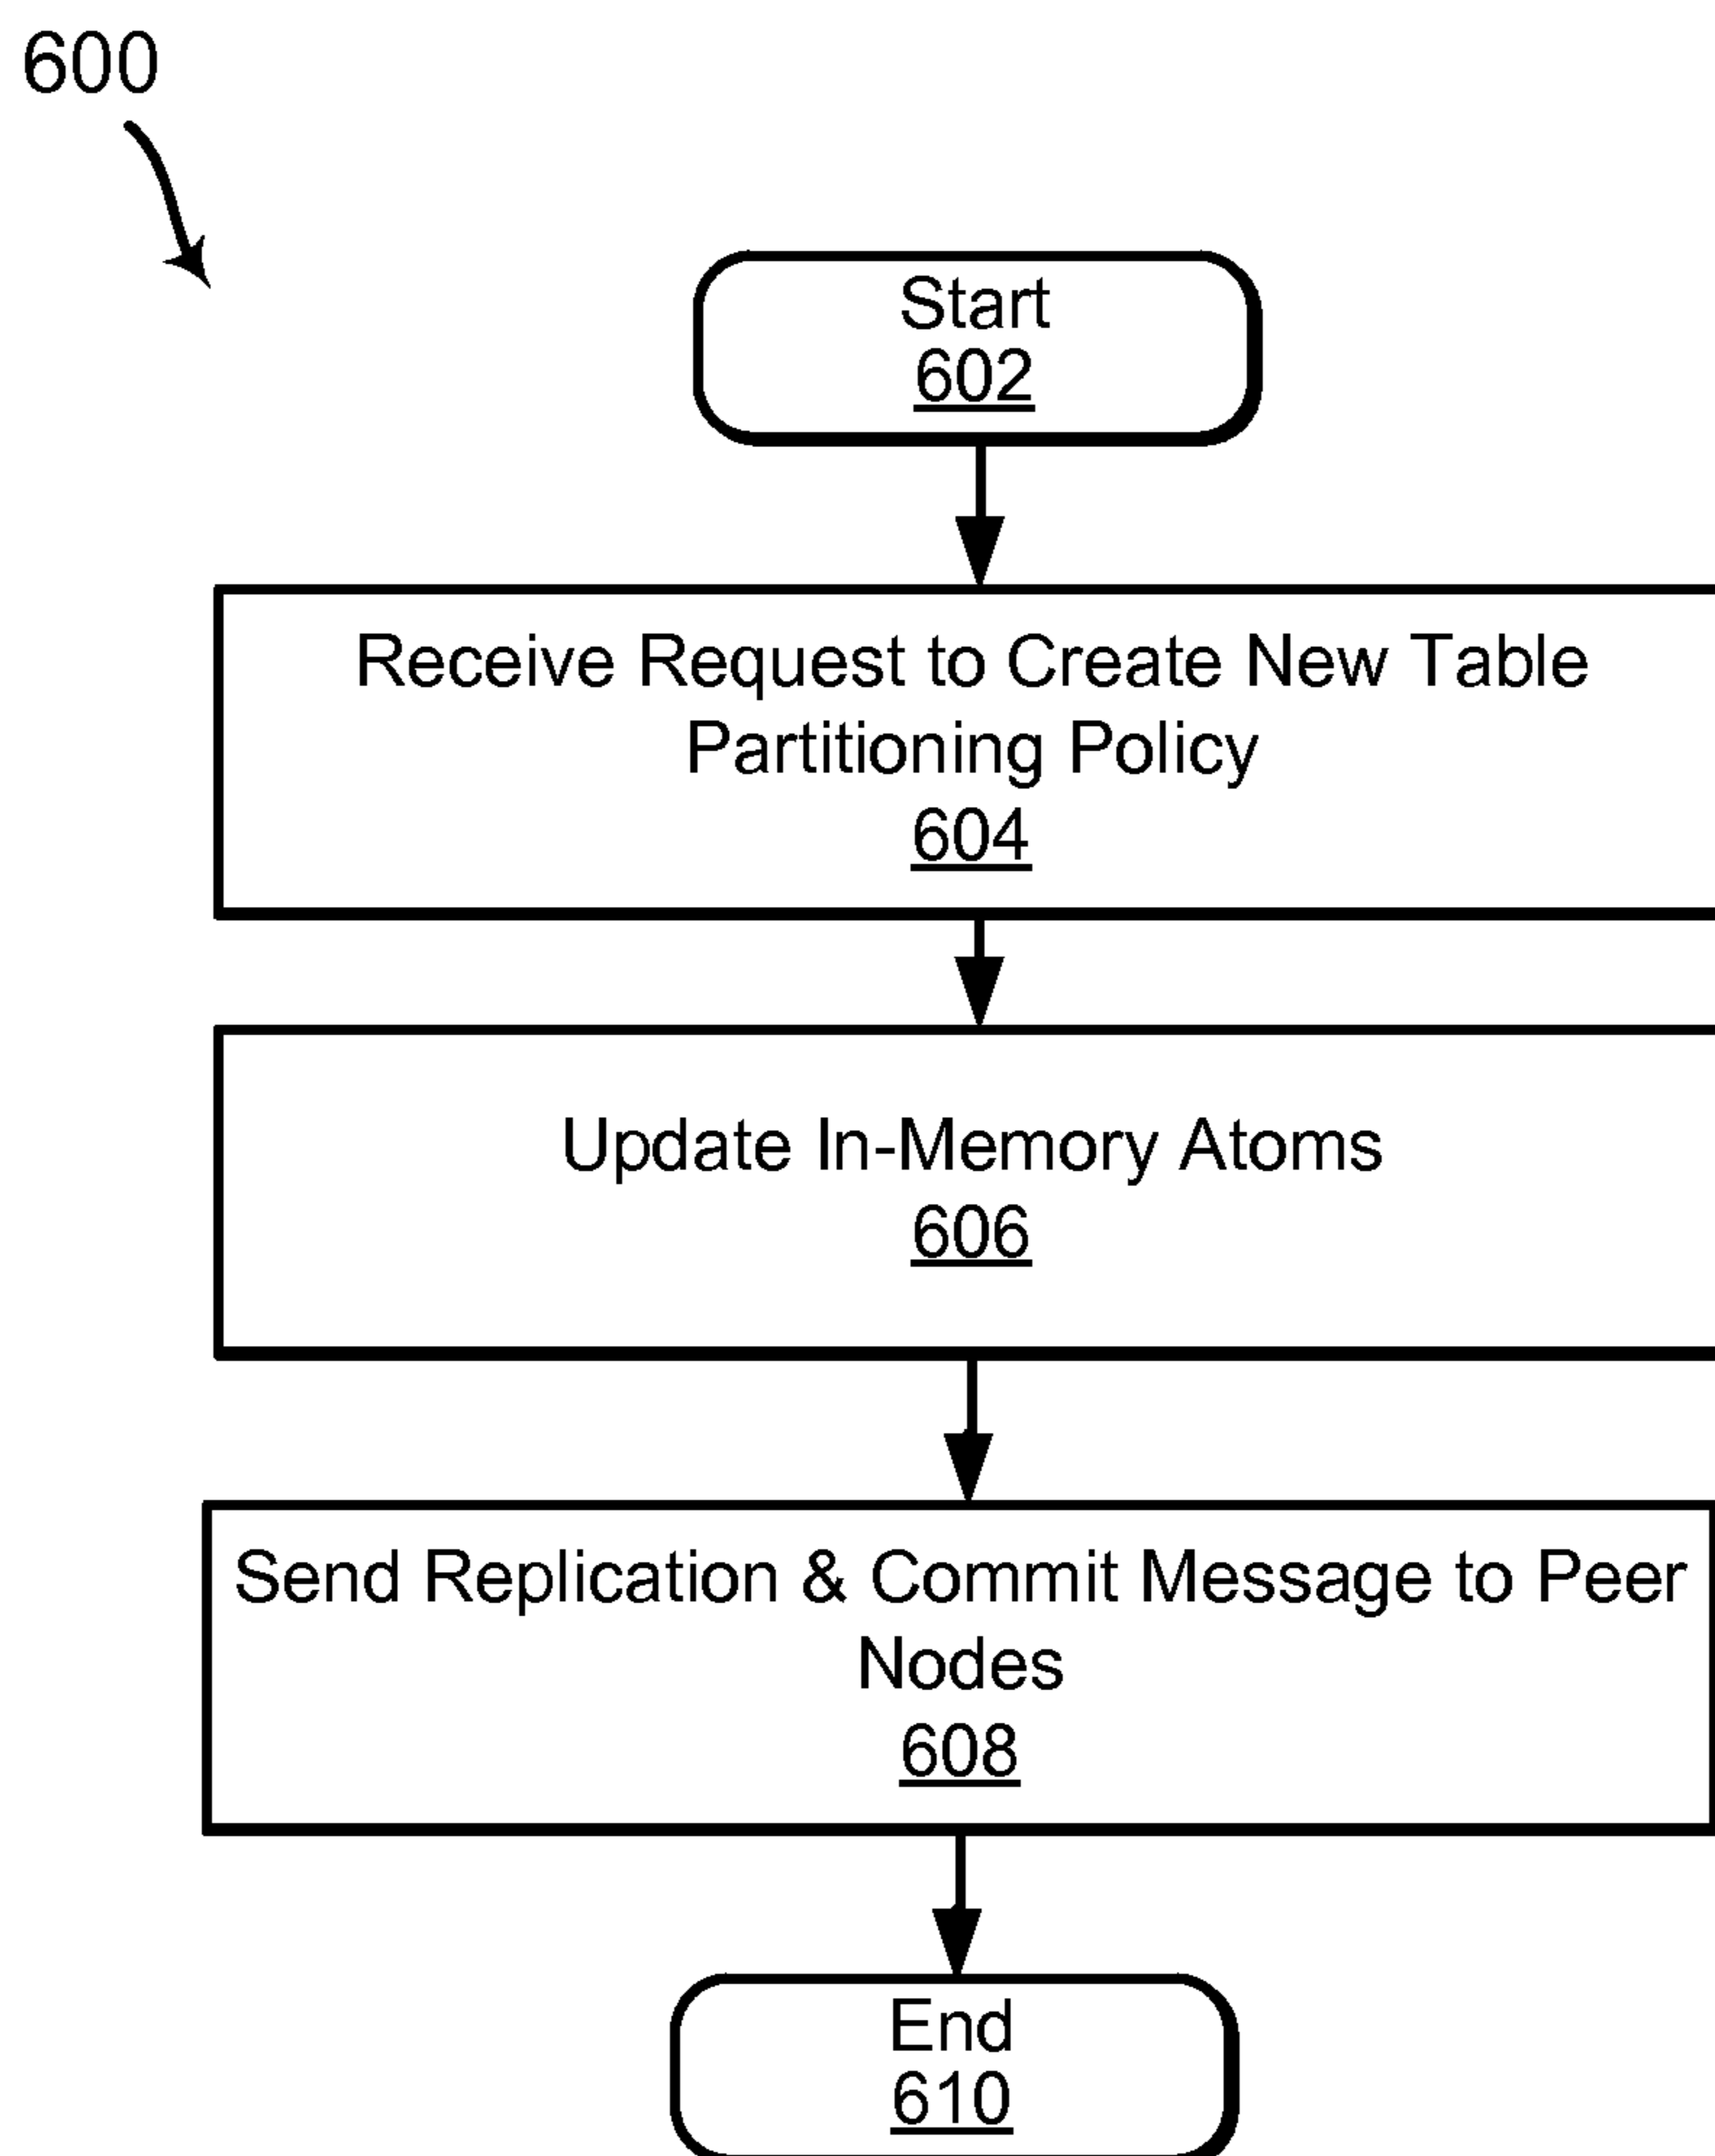 600
Start
602
Receive Request to Create New Table
Partitioning Policy
604
Update In-Memory Atoms
606
Send Replication & Commit Message to Peer
Nodes
608
End
610